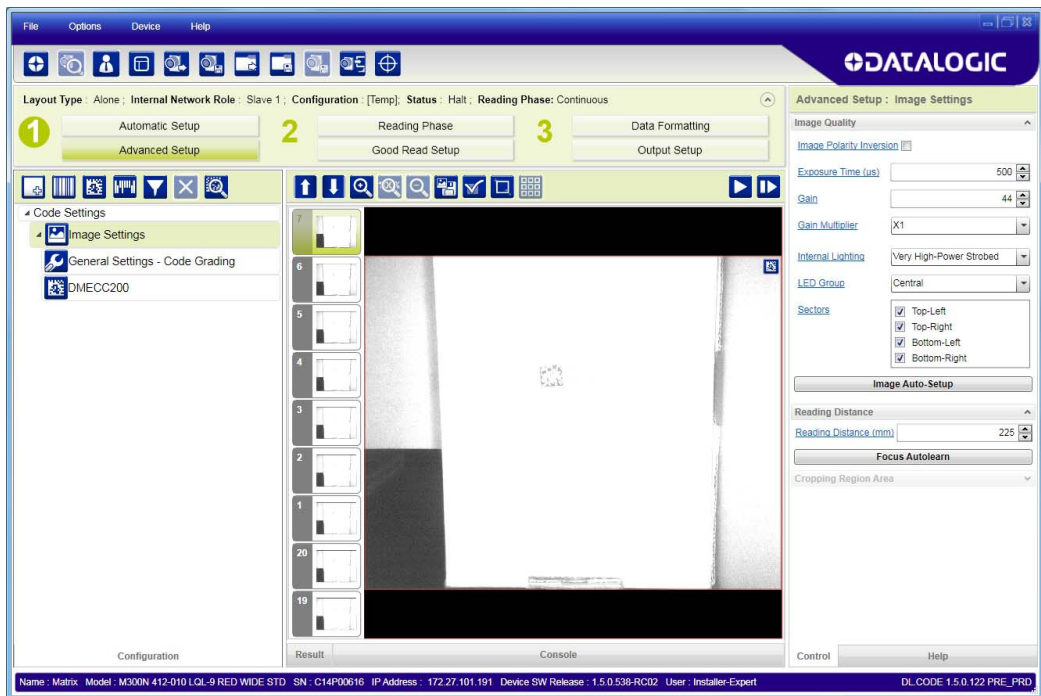 File Options Device Help
DATALOGIC
Layout Type : Alone ; Internal Network Role : Slave 1 ; Configuration : [Temp]; Status : Halt ; Reading Phase: Continuous
1
Automatic Setup
Advanced Setup
2
Reading Phase
Good Read Setup
3
Data Formatting
Output Setup
Code Settings
Image Settings
General Settings - Code Grading
DMECC200
Configuration
7
6
5
4
3
2
1
20
19
Result Console
Advanced Setup : Image Settings
Image Quality
Image Polarity Inversion
Exposure Time (µs) 500
Gain 44
Gain Multiplier X1
Internal Lighting Very High-Power Strobed
LED Group Central
Sectors
Top-Left
Top-Right
Bottom-Left
Bottom-Right
Image Auto-Setup
Reading Distance
Reading Distance (mm) 225
Focus Autolearn
Cropping Region Area
Control Help
Name : Matrix Model : M300N 412-010 LQL-9 RED WIDE STD SN : C14P00616 IP Address : 172.27.101.191 Device SW Release : 1.5.0.538-RC02 User : Installer-Expert DL.CODE 1.5.0.122 PRE_PRD